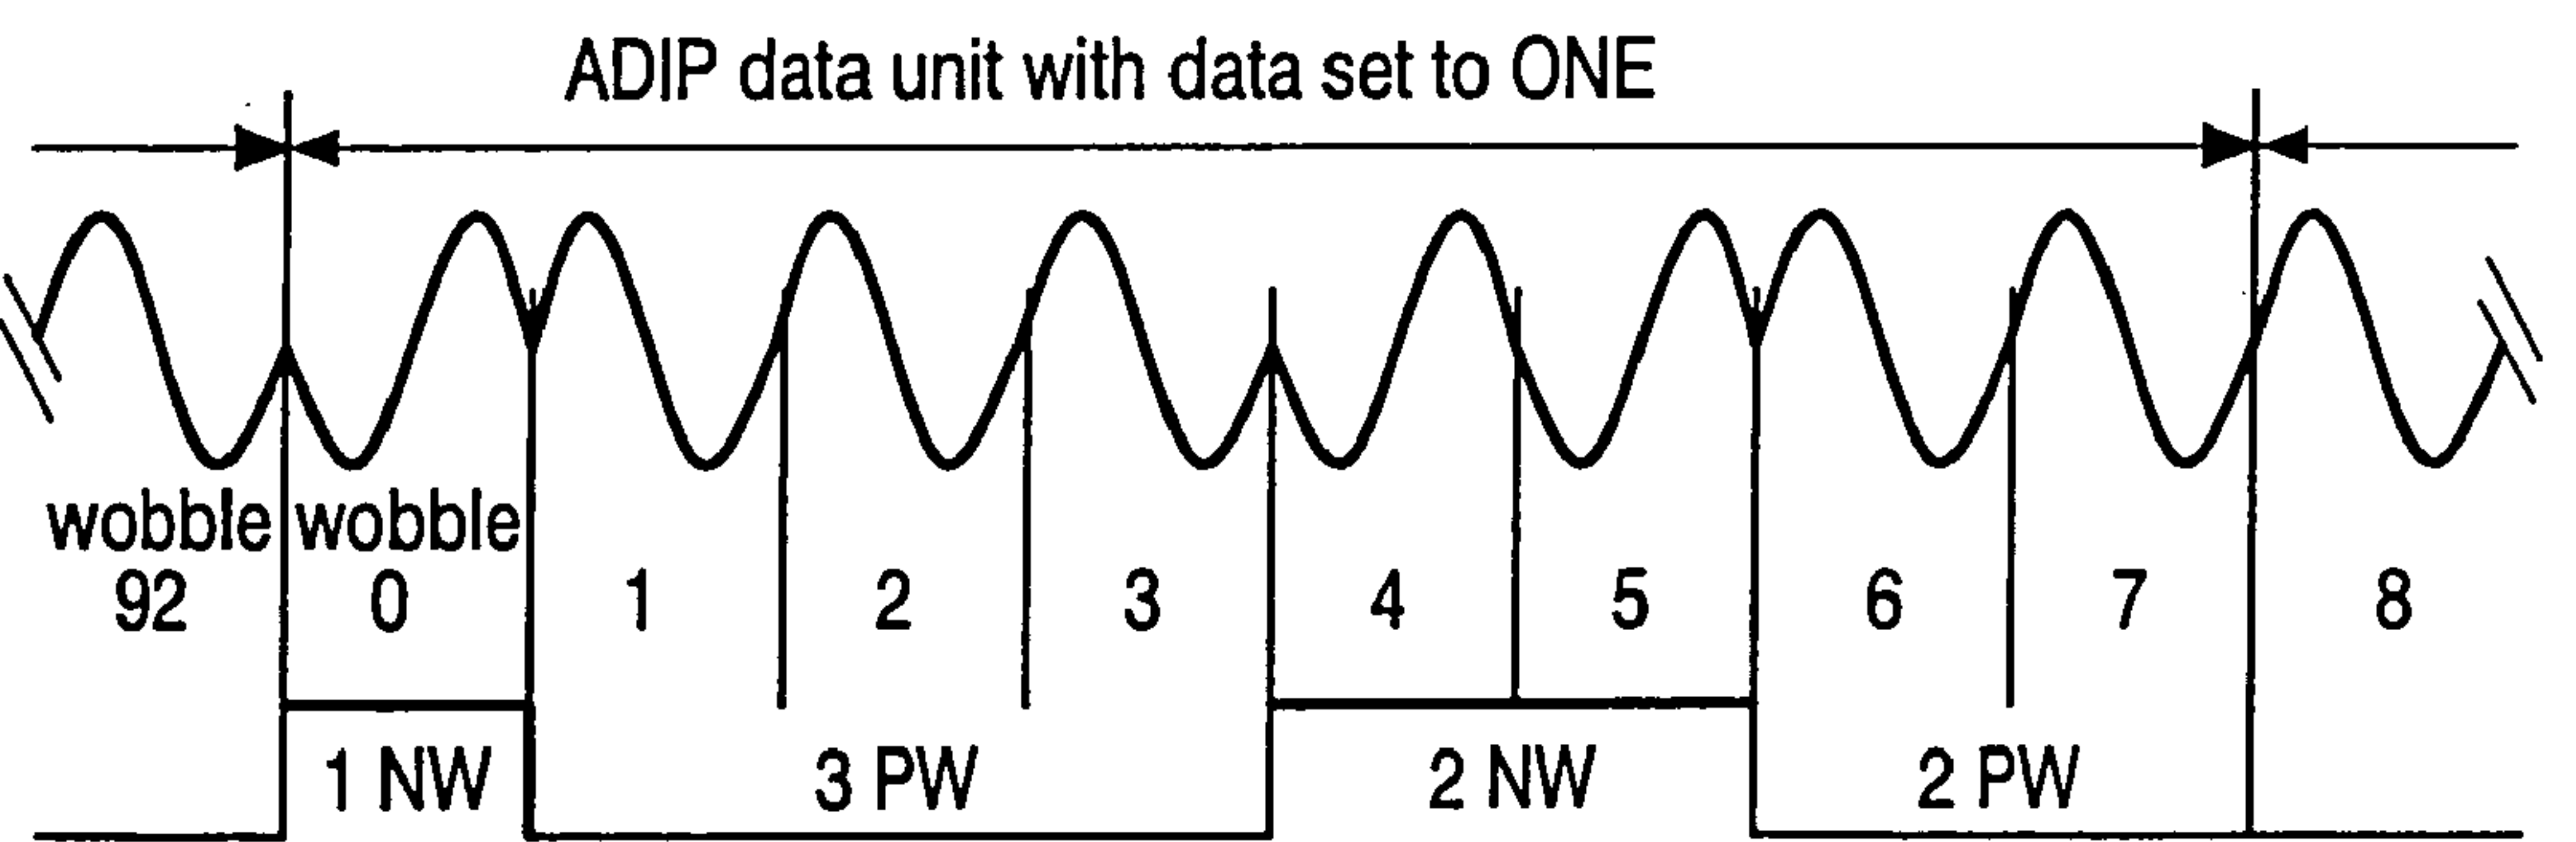 ADIP data unit with data set to ONE
wobble wobble
92 0 1 2 3 4 5 6 7 8
1 NW 3 PW 2 NW 2 PW